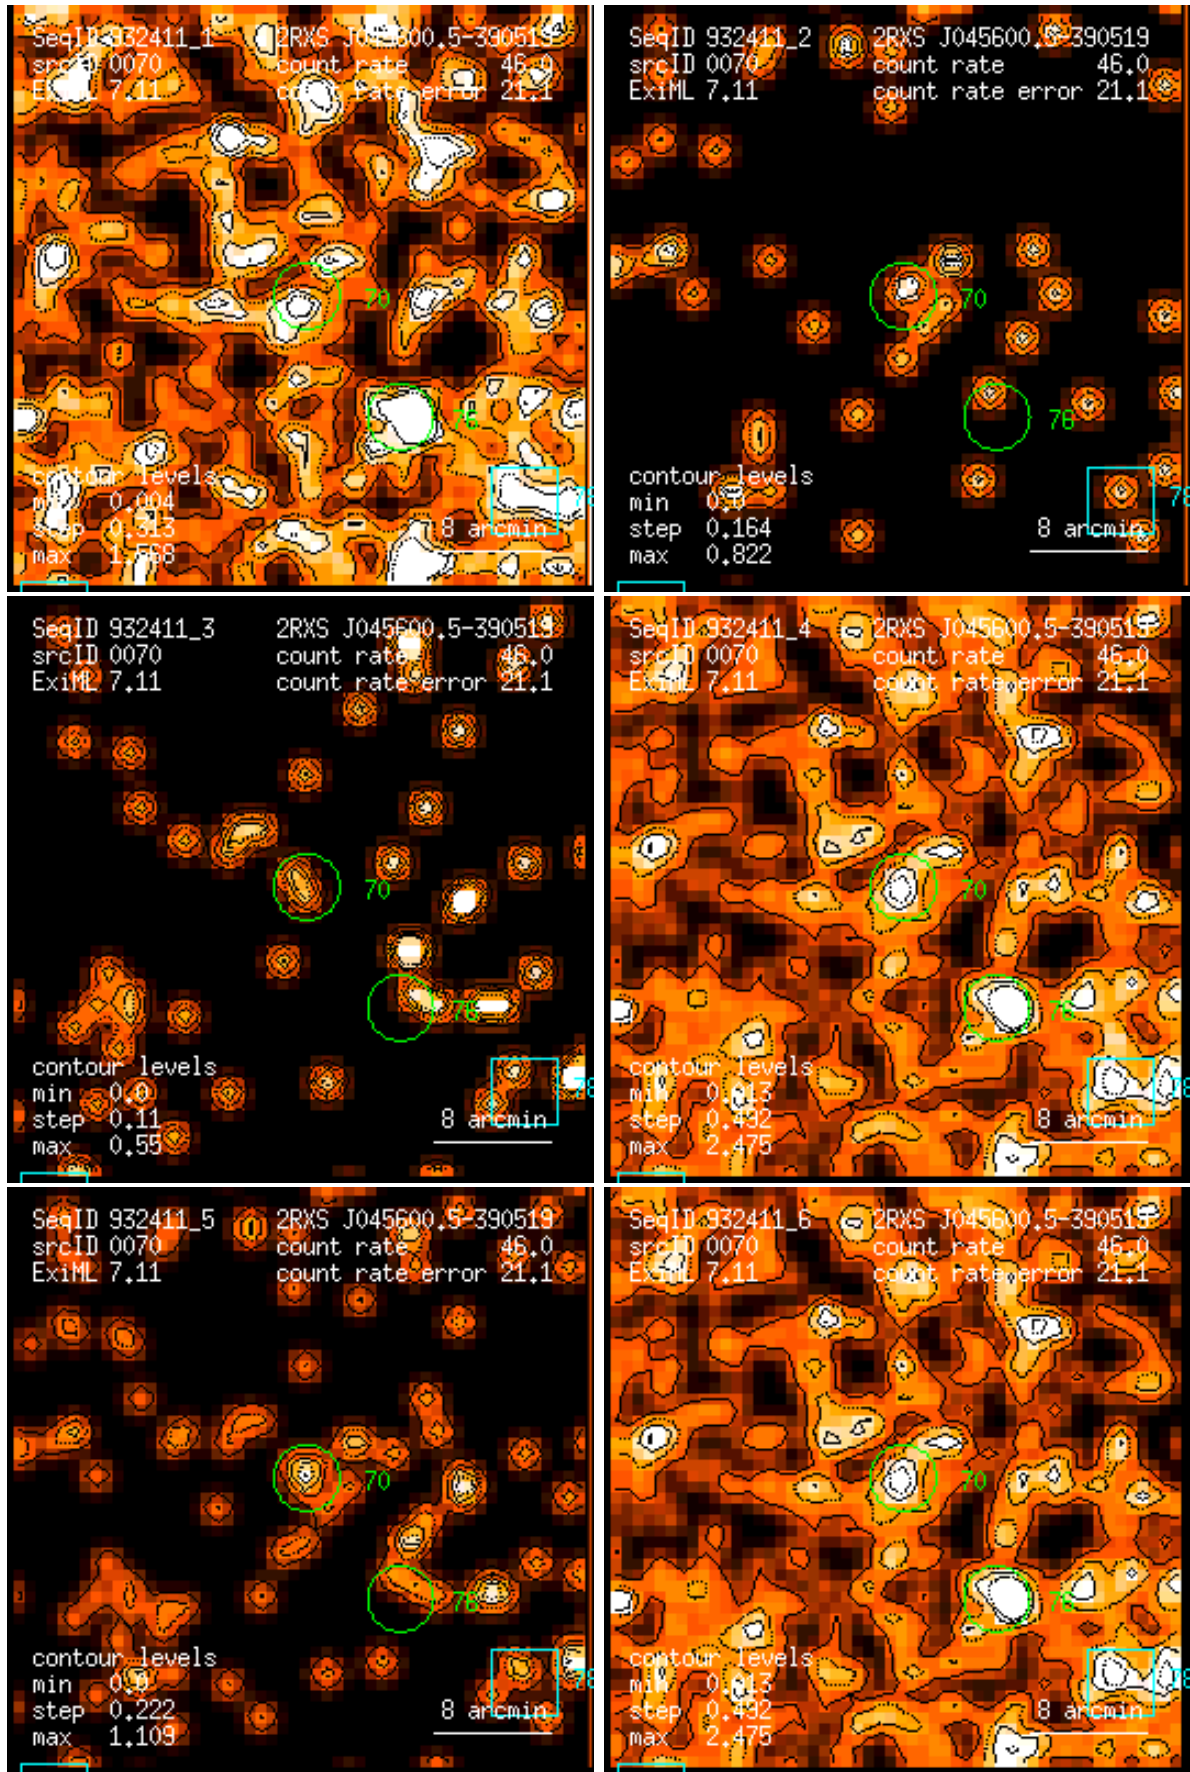 SeqID 932411_1 2RXS J045600.5-390519
srcID 0070 count rate 46.0
ExiML 7.11 count rate error 21.1
70
76
contour levels
min 0.004
78
step 0.313 8 arcmin
max 1.568
SeqID 932411_2 2RXS J045600.5-390519
srcID 0070 count rate 46.0
ExiML 7.11 count rate error 21.1
70
76
contour levels
min 0.0
78
step 0.164 8 arcmin
max 0.822
SeqID 932411_3 2RXS J045600.5-390519
srcID 0070 count rate 46.0
ExiML 7.11 count rate error 21.1
70
76
contour levels
min 0.0
78
step 0.11 8 arcmin
max 0.55
SeqID 932411_4 2RXS J045600.5-390519
srcID 0070 count rate 46.0
ExiML 7.11 count rate error 21.1
70
76
contour levels
min 0.013
78
step 0.492 8 arcmin
max 2.475
SeqID 932411_5 2RXS J045600.5-390519
srcID 0070 count rate 46.0
ExiML 7.11 count rate error 21.1
70
76
contour levels
min 0.0
78
step 0.222 8 arcmin
max 1.109
SeqID 932411_6 2RXS J045600.5-390519
srcID 0070 count rate 46.0
ExiML 7.11 count rate error 21.1
70
76
contour levels
min 0.013
78
step 0.492 8 arcmin
max 2.475